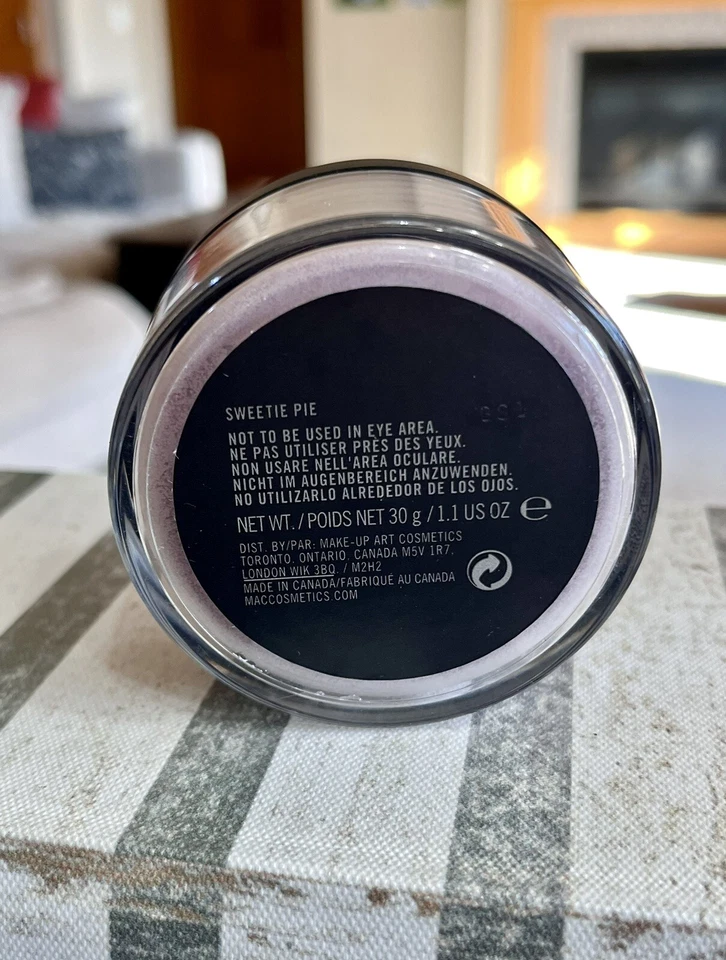 SWEETIE PIE
NOT TO BE USED IN EYE AREA.
NE PAS UTILISER PRÈS DES YEUX.
NON USARE NELL'AREA OCULARE.
NICHT IM AUGENBEREICH ANZUWENDEN.
NO UTILIZARLO ALREDEDOR DE LOS OJOS.
NET WT. / POIDS NET 30 g / 1.1 US OZ ℮
DIST. BY/PAR: MAKE-UP ART COSMETICS
TORONTO, ONTARIO, CANADA M5V 1R7,
LONDON W1K 3BQ. / M2H2
MADE IN CANADA/FABRIQUÉ AU CANADA
MACCOSMETICS.COM